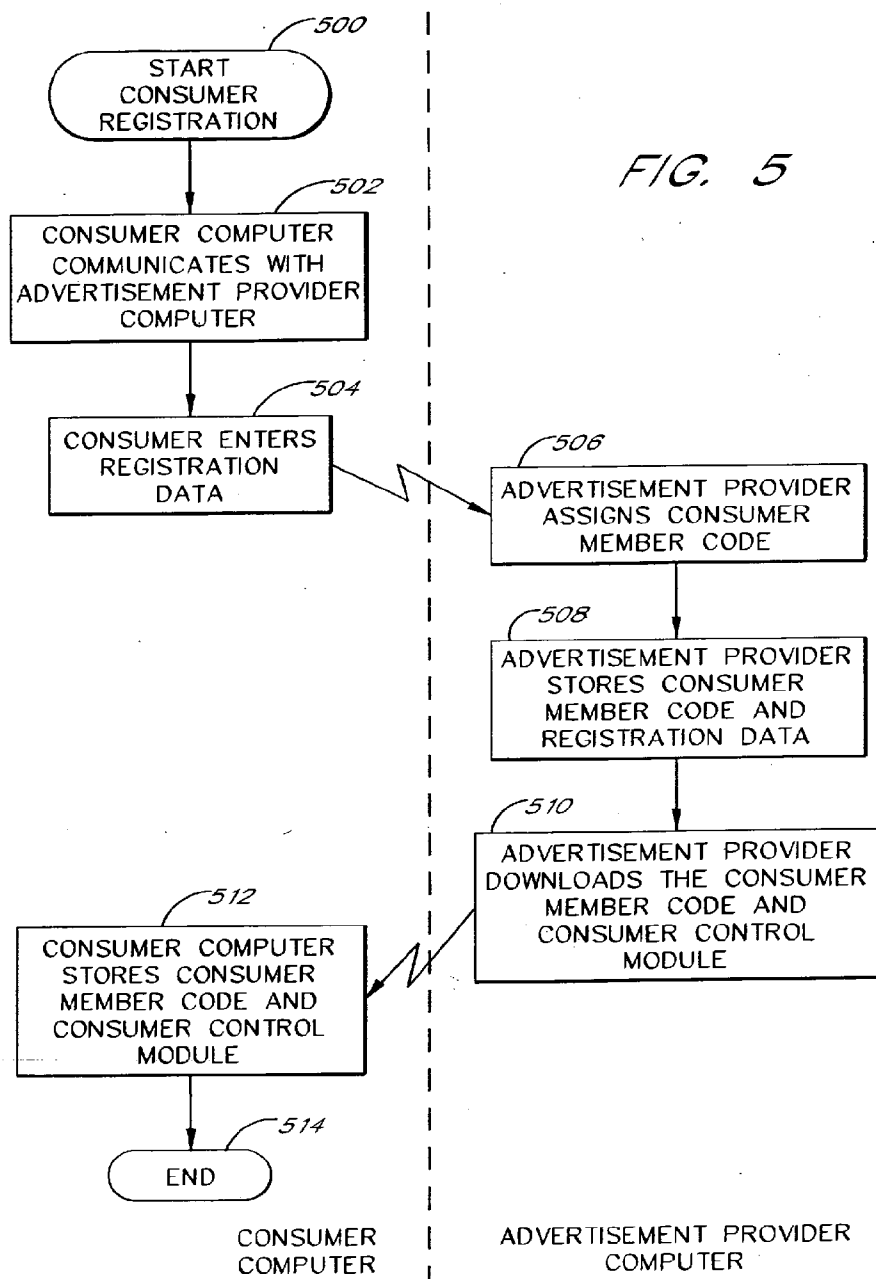 500
START
CONSUMER
REGISTRATION
FIG. 5
502
CONSUMER COMPUTER
COMMUNICATES WITH
ADVERTISEMENT PROVIDER
COMPUTER
504
CONSUMER ENTERS
REGISTRATION
DATA
506
ADVERTISEMENT PROVIDER
ASSIGNS CONSUMER
MEMBER CODE
508
ADVERTISEMENT PROVIDER
STORES CONSUMER
MEMBER CODE AND
REGISTRATION DATA
510
ADVERTISEMENT PROVIDER
DOWNLOADS THE CONSUMER
MEMBER CODE AND
CONSUMER CONTROL
MODULE
512
CONSUMER COMPUTER
STORES CONSUMER
MEMBER CODE AND
CONSUMER CONTROL
MODULE
514
END
CONSUMER
COMPUTER
ADVERTISEMENT PROVIDER
COMPUTER